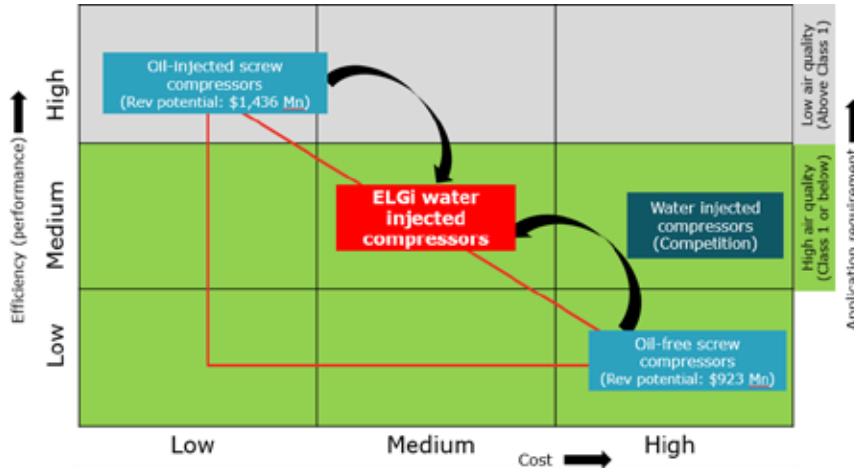 Oil-injected screw
compressors
(Rev potential: $1,436 Mn)
ELGi water
injected
compressors
Water injected
compressors
(Competition)
Oil-free screw
compressors
(Rev potential: $923 Mn)
Efficiency (performance)
High
Medium
Low
Low air quality
(Above Class 1)
High air quality
(Class 1 or below)
Application requirement
Low
Medium
High
Cost